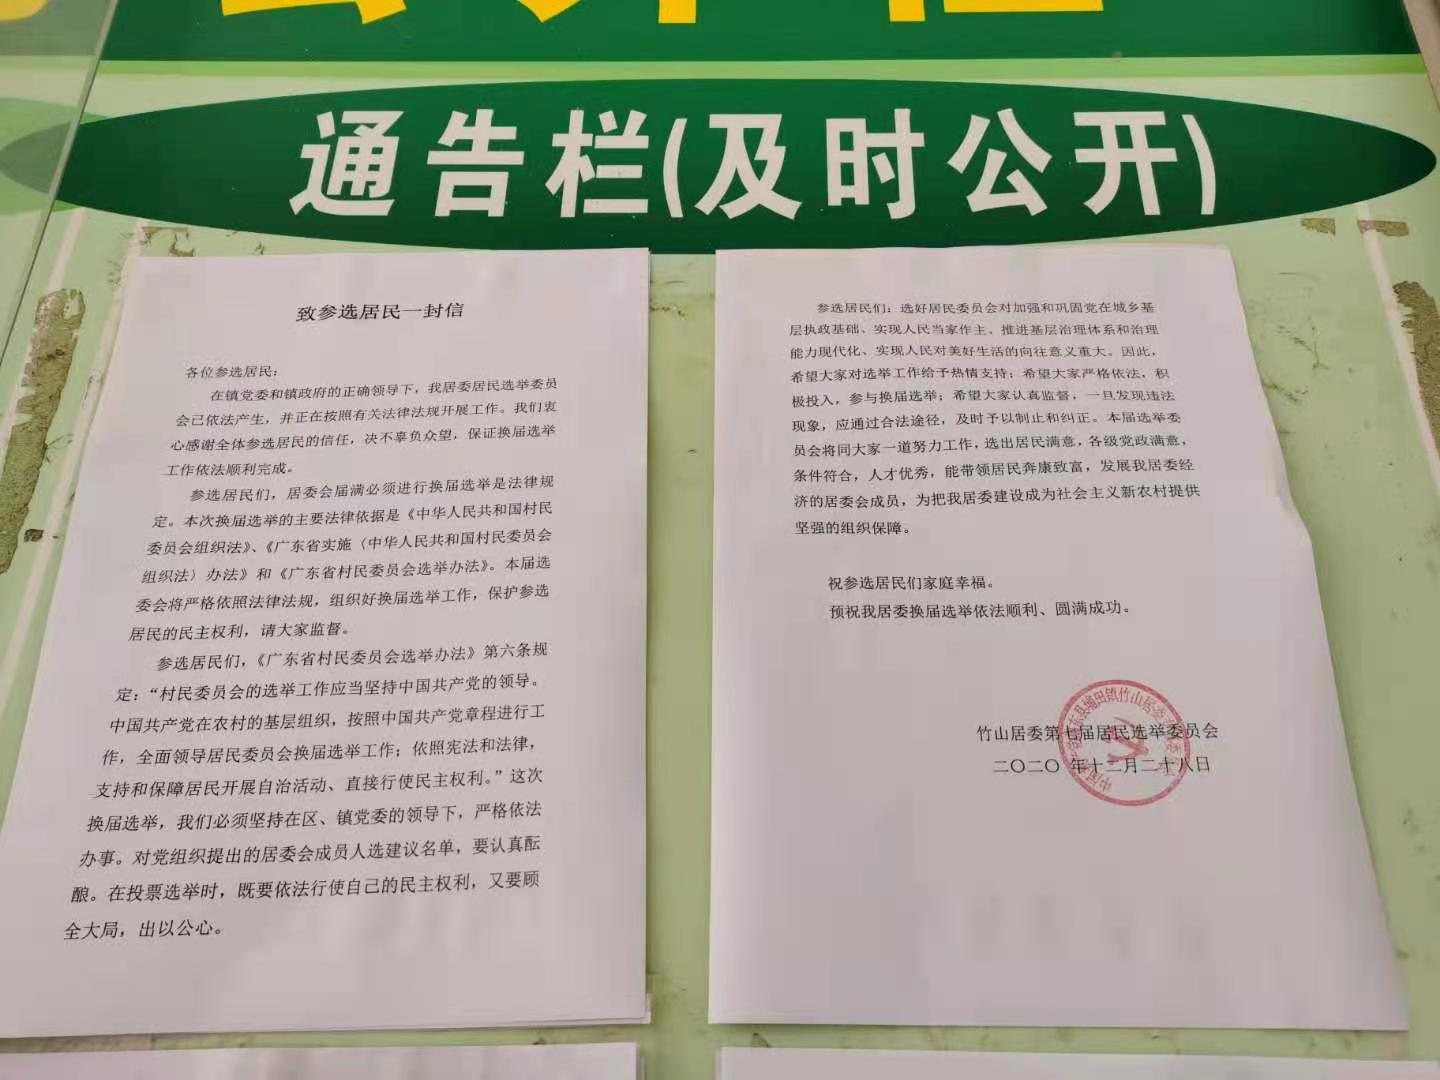 通告栏(及时公开)
致参选居民一封信
各位参选居民：
在镇党委和镇政府的正确领导下，我居委居民选举委员
会已依法产生，并正在按照有关法律法规开展工作。我们衷
心感谢全体参选居民的信任，决不辜负众望，保证换届选举
工作依法顺利完成。
参选居民们，居委会届满必须进行换届选举是法律规
定。本次换届选举的主要法律依据是《中华人民共和国村民
委员会组织法》、《广东省实施〈中华人民共和国村民委员会
组织法〉办法》和《广东省村民委员会选举办法》。本届选
委会将严格依照法律法规，组织好换届选举工作，保护参选
居民的民主权利，请大家监督。
参选居民们，《广东省村民委员会选举办法》第六条规
定：“村民委员会的选举工作应当坚持中国共产党的领导。
中国共产党在农村的基层组织，按照中国共产党章程进行工
作，全面领导居民委员会换届选举工作；依照宪法和法律，
支持和保障居民开展自治活动、直接行使民主权利。”这次
换届选举，我们必须坚持在区、镇党委的领导下，严格依法
办事。对党组织提出的居委会成员人选建议名单，要认真酝
酿。在投票选举时，既要依法行使自己的民主权利，又要顾
全大局，出以公心。
参选居民们：选好居民委员会对加强和巩固党在城乡基
层执政基础、实现人民当家作主、推进基层治理体系和治理
能力现代化、实现人民对美好生活的向往意义重大。因此，
希望大家对选举工作给予热情支持；希望大家严格依法，积
极投入，参与换届选举；希望大家认真监督，一旦发现违法
现象，应通过合法途径，及时予以制止和纠正。本届选举委
员会将同大家一道努力工作，选出居民满意，各级党政满意，
条件符合，人才优秀，能带领居民奔康致富，发展我居委经
济的居委会成员，为把我居委建设成为社会主义新农村提供
坚强的组织保障。
祝参选居民们家庭幸福。
预祝我居委换届选举依法顺利、圆满成功。
竹山居委第七届居民选举委员会
二〇二〇年十二月二十八日